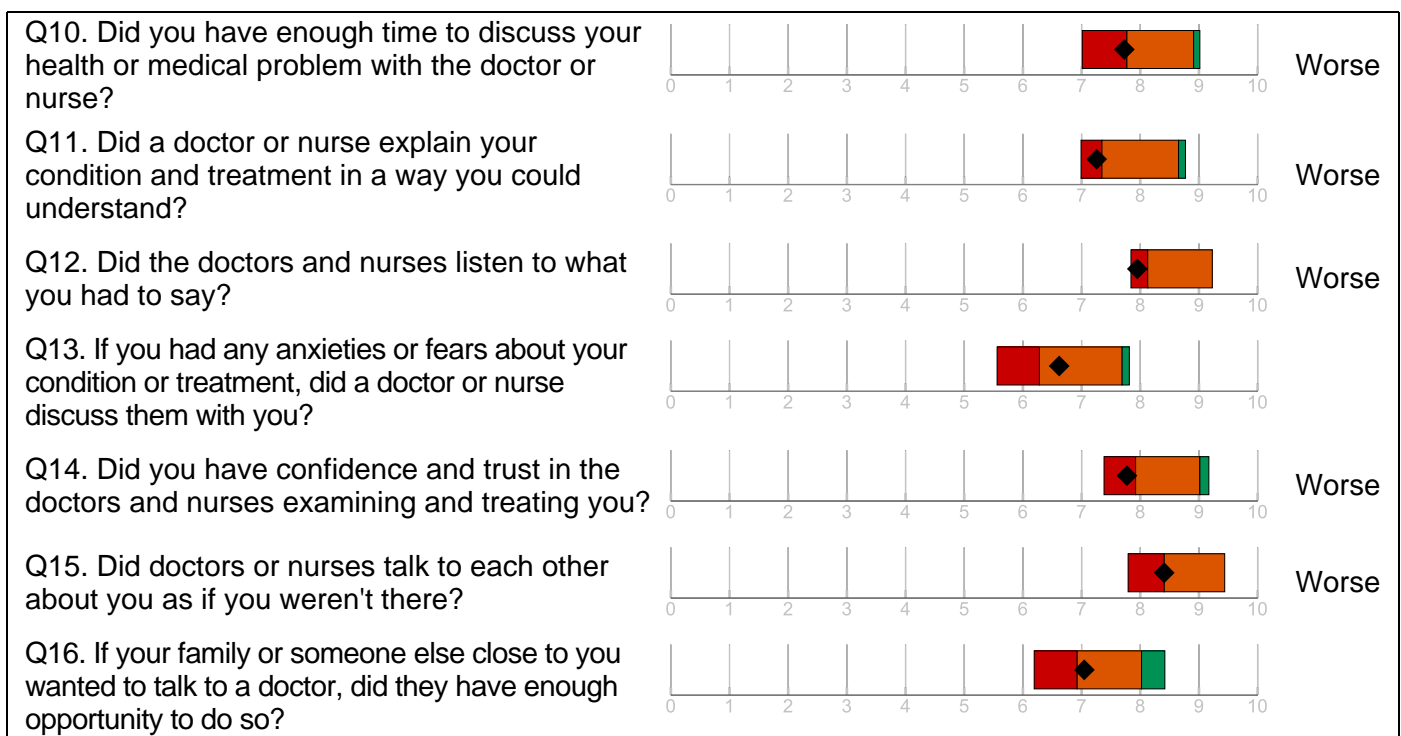 Q10. Did you have enough time to discuss your
health or medical problem with the doctor or
nurse?
0 1 2 3 4 5 6 7 8 9 10
Worse
Q11. Did a doctor or nurse explain your
condition and treatment in a way you could
understand?
0 1 2 3 4 5 6 7 8 9 10
Worse
Q12. Did the doctors and nurses listen to what
you had to say?
0 1 2 3 4 5 6 7 8 9 10
Worse
Q13. If you had any anxieties or fears about your
condition or treatment, did a doctor or nurse
discuss them with you?
0 1 2 3 4 5 6 7 8 9 10
Q14. Did you have confidence and trust in the
doctors and nurses examining and treating you?
0 1 2 3 4 5 6 7 8 9 10
Worse
Q15. Did doctors or nurses talk to each other
about you as if you weren't there?
0 1 2 3 4 5 6 7 8 9 10
Worse
Q16. If your family or someone else close to you
wanted to talk to a doctor, did they have enough
opportunity to do so?
0 1 2 3 4 5 6 7 8 9 10